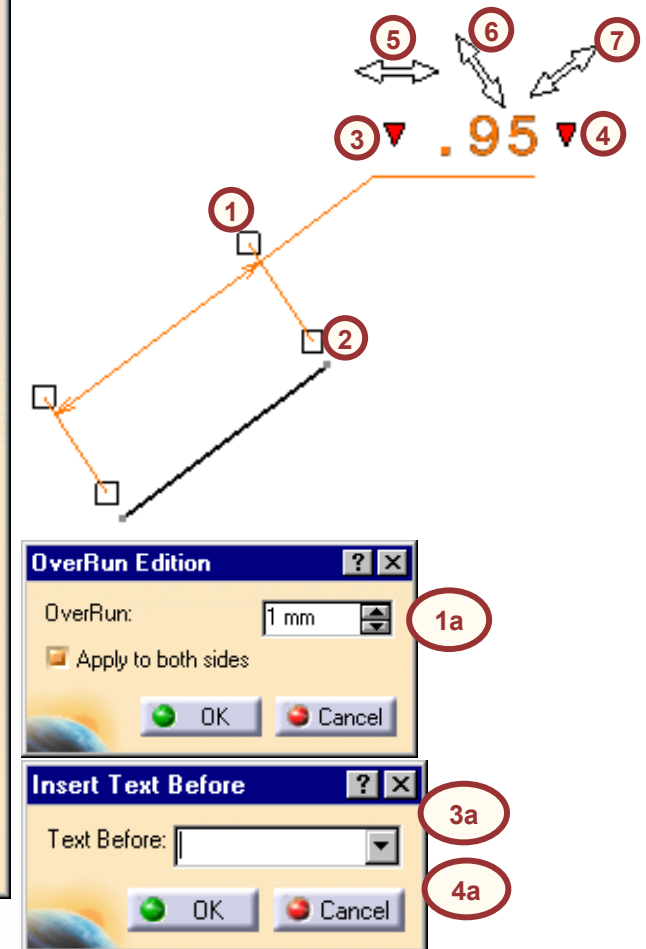 5 6 7
3 .95 4
1
2
OverRun Edition ? ×
OverRun: 1 mm 1a
Apply to both sides
OK Cancel
Insert Text Before ? ×
3a
Text Before:
4a
OK Cancel